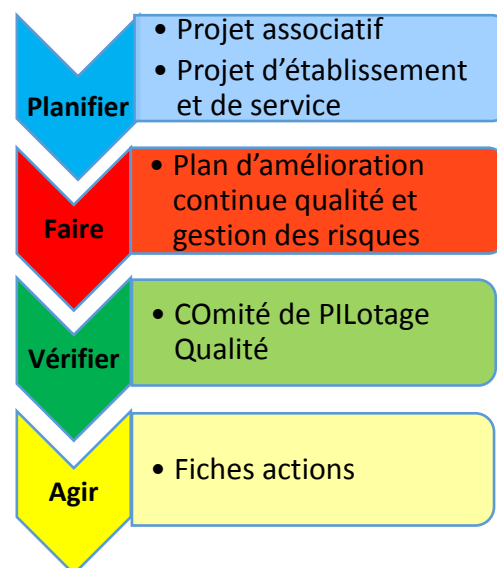 Planifier
• Projet associatif
• Projet d'établissement
et de service
Faire
• Plan d'amélioration
continue qualité et
gestion des risques
Vérifier
• COmité de PILotage
Qualité
Agir
• Fiches actions